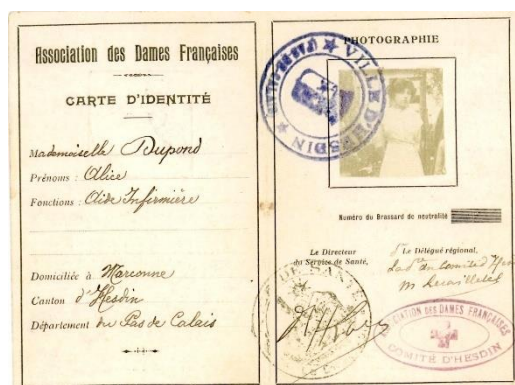 Association des Dames Françaises
CARTE D'IDENTITÉ
Mademoiselle Dupond
Prénoms : Alice
Fonctions : Aide Infirmière
Domiciliée à Marconne
Canton d'Hesdin
Département du Pas de Calais
PHOTOGRAPHIE
VILLE D'HESDIN
Numéro du Brassard de neutralité
Le Directeur
du Service de Santé,
Le Délégué régional,
DE SANTÉ
ASSOCIATION DES DAMES FRANÇAISES
COMITÉ D'HESDIN